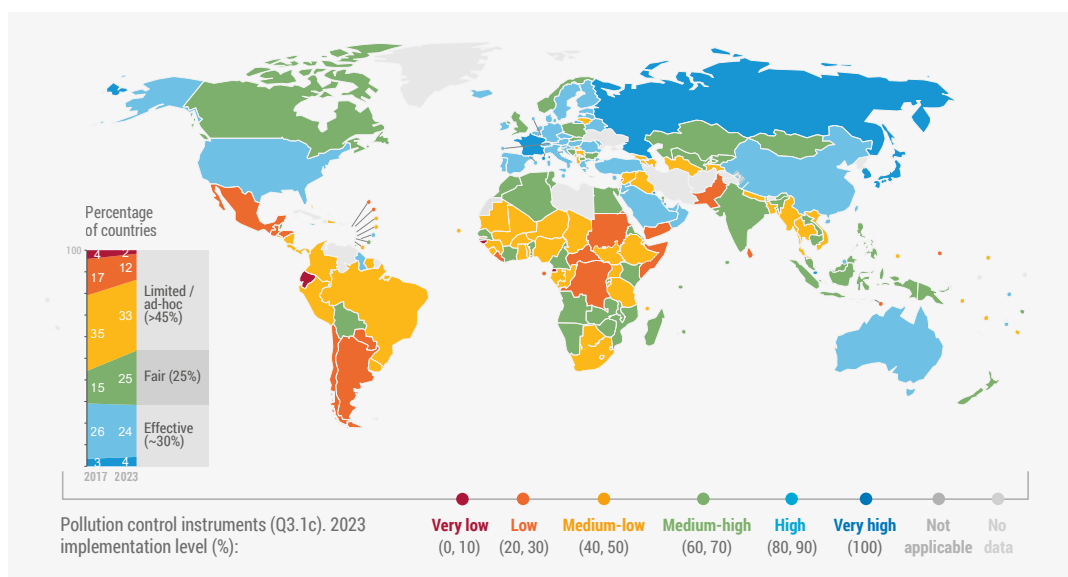 Percentage
of countries
100
4
2
17
12
35
33
15
25
26
24
3
4
Limited /
ad-hoc
(>45%)
Fair (25%)
Effective
(~30%)
2017 2023
Pollution control instruments (Q3.1c). 2023
implementation level (%):
Very low
(0, 10)
Low
(20, 30)
Medium-low
(40, 50)
Medium-high
(60, 70)
High
(80, 90)
Very high
(100)
Not
applicable
No
data